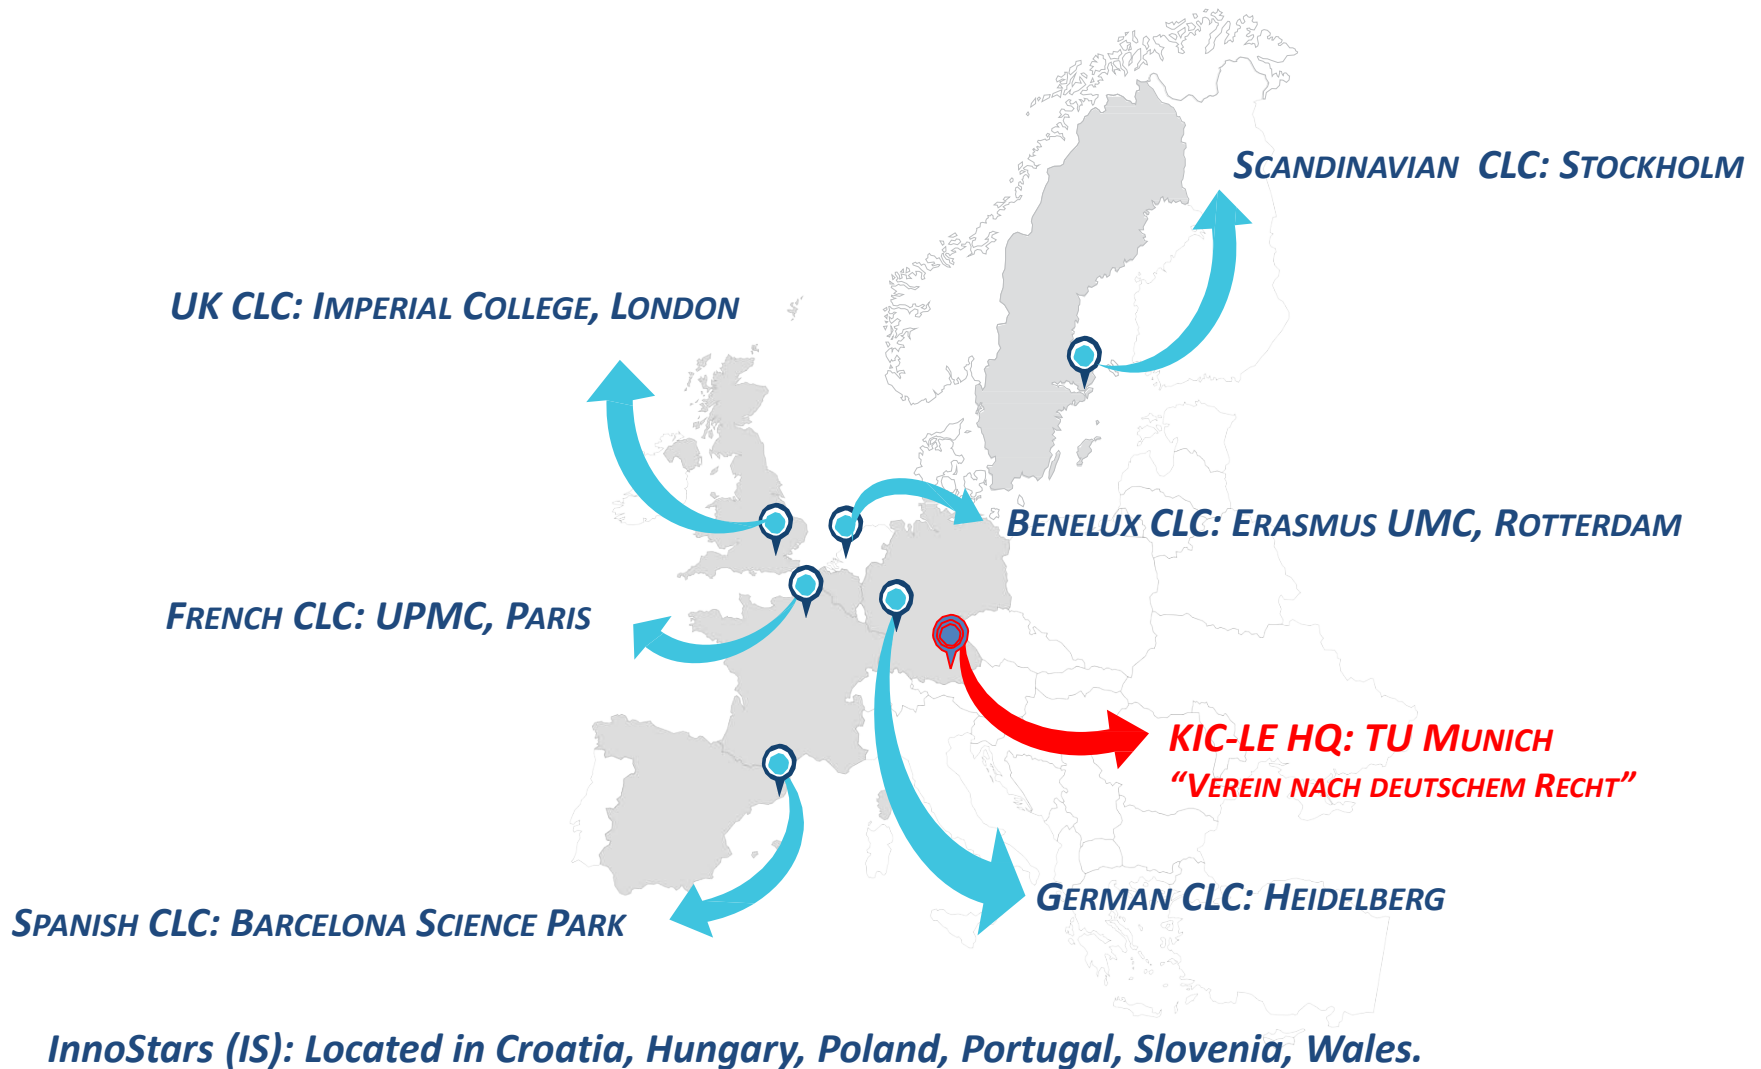 Scandinavian CLC: Stockholm
UK CLC: Imperial College, London
Benelux CLC: Erasmus UMC, Rotterdam
French CLC: UPMC, Paris
KIC-LE HQ: TU Munich
“Verein nach deutschem Recht”
German CLC: Heidelberg
Spanish CLC: Barcelona Science Park
InnoStars (IS): Located in Croatia, Hungary, Poland, Portugal, Slovenia, Wales.